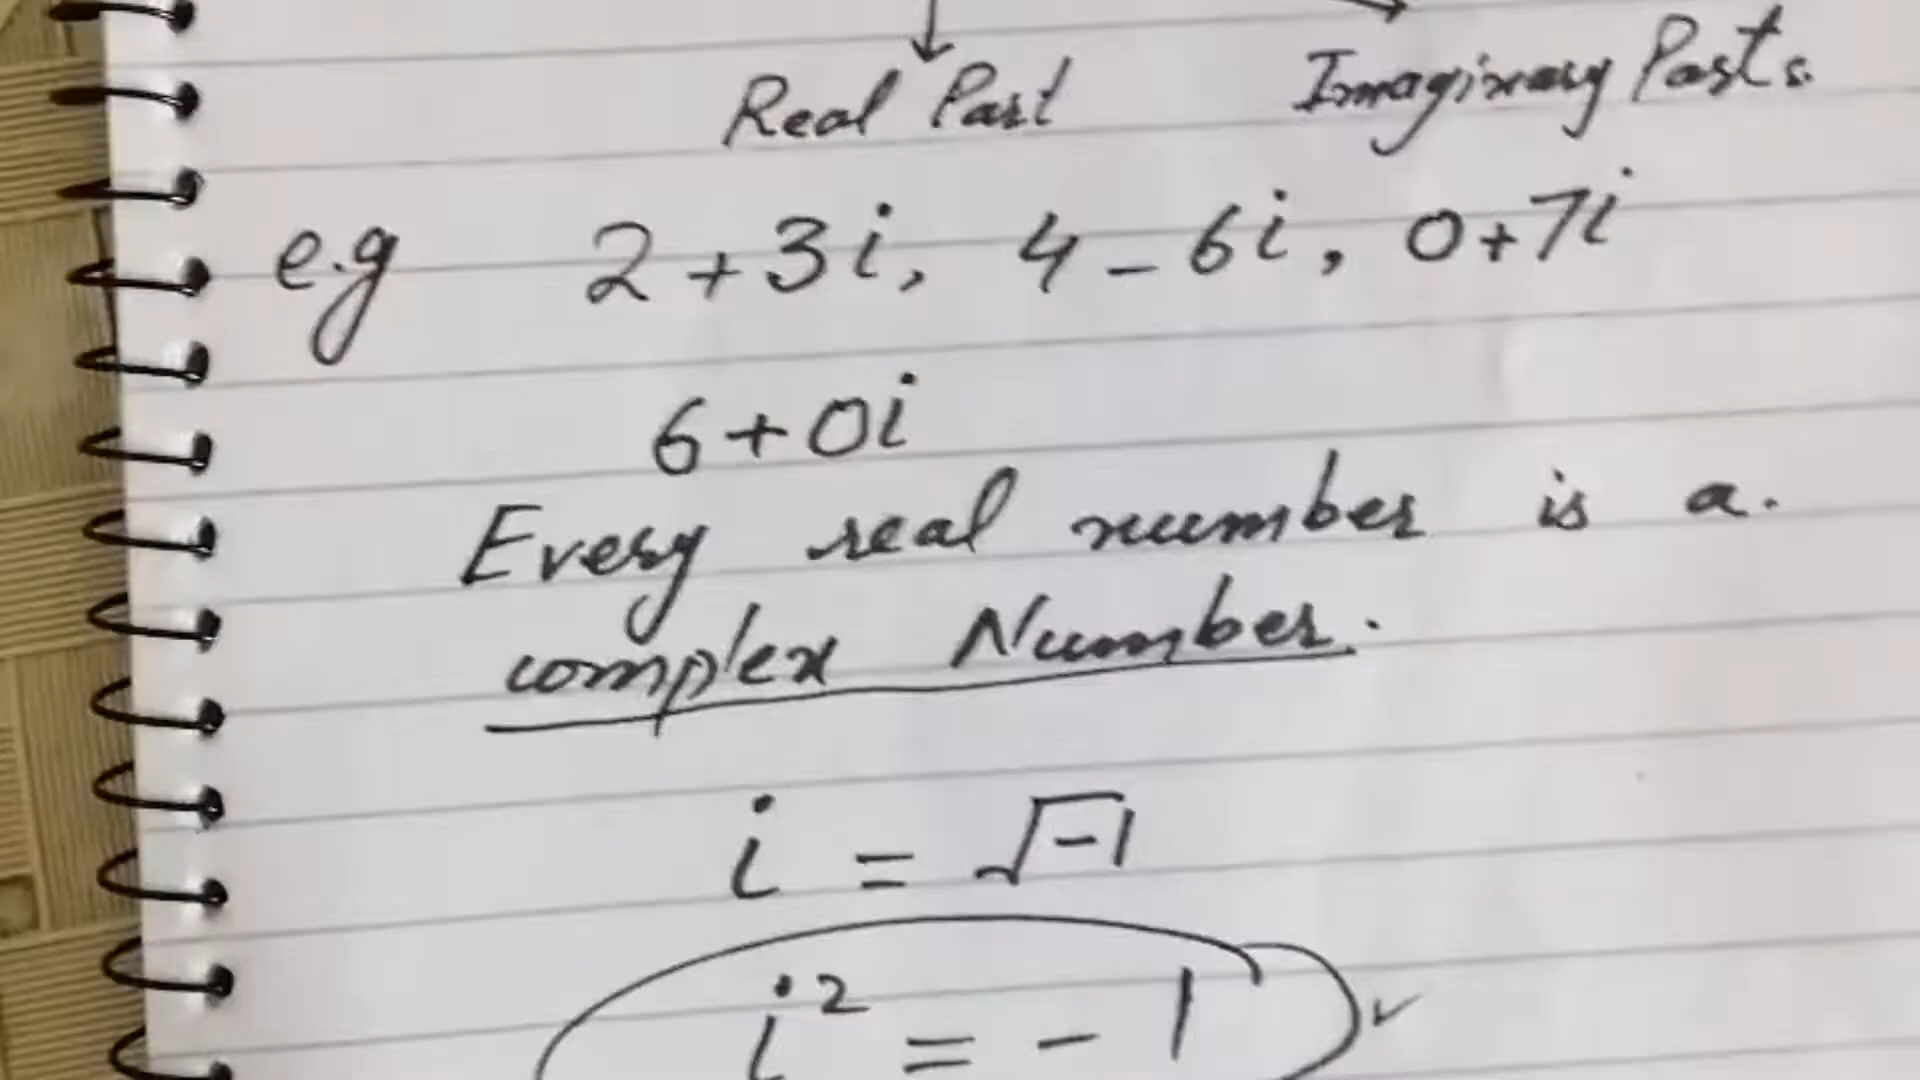 Real Part Imaginary Parts.
e.g 2+3i, 4-6i, 0+7i
6+0i
Every real number is a.
complex Number.
i = √-1
i² = -1 ✓